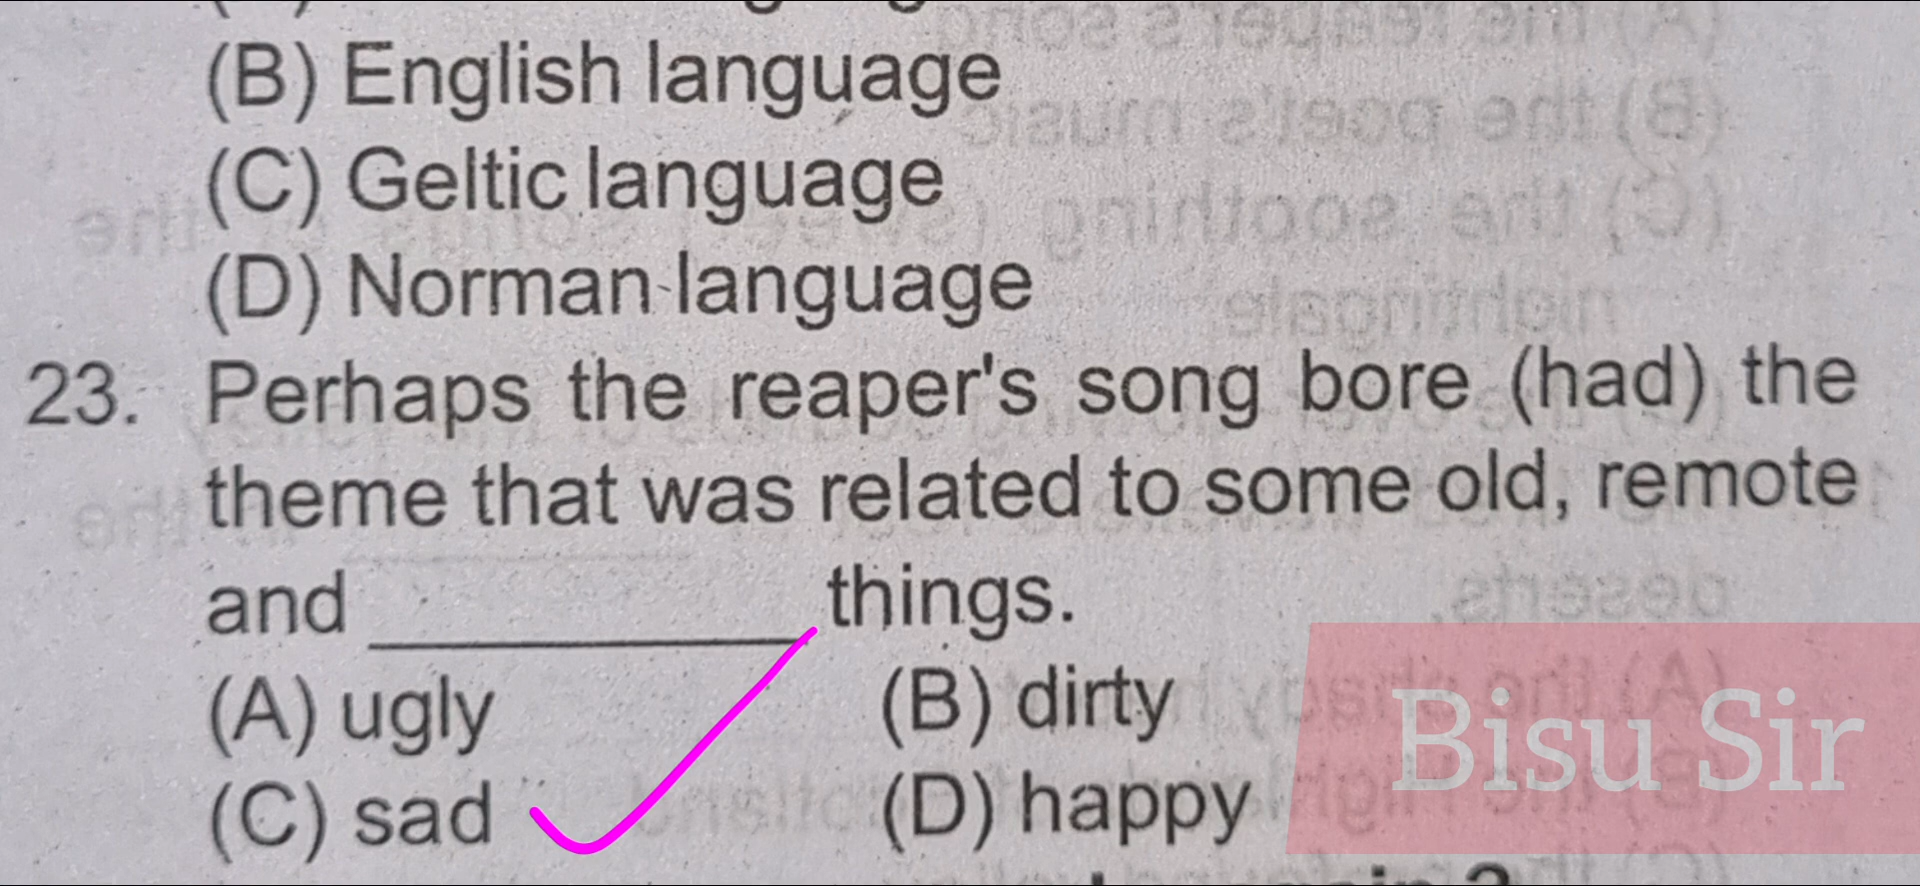 (B) English language
(C) Geltic language
(D) Norman language
23. Perhaps the reaper's song bore (had) the
theme that was related to some old, remote
and ____________ things.
(A) ugly (B) dirty
(C) sad (D) happy
Bisu Sir